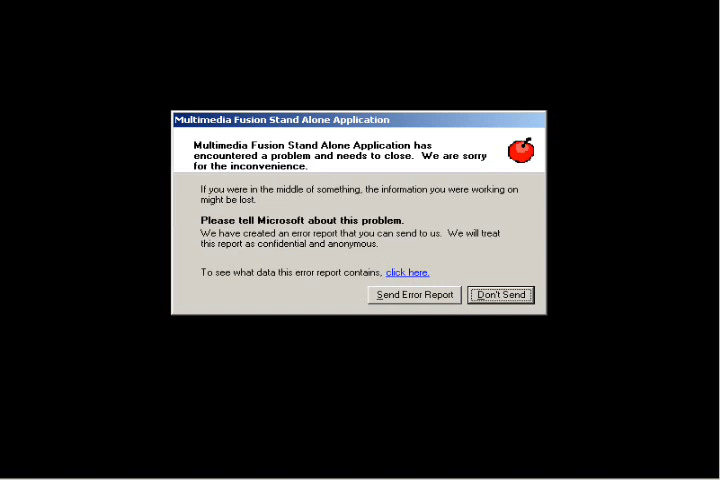 Multimedia Fusion Stand Alone Application
Multimedia Fusion Stand Alone Application has
encountered a problem and needs to close.  We are sorry
for the inconvenience.
If you were in the middle of something, the information you were working on
might be lost.
Please tell Microsoft about this problem.
We have created an error report that you can send to us.  We will treat
this report as confidential and anonymous.
To see what data this error report contains, click here.
Send Error Report
Don't Send